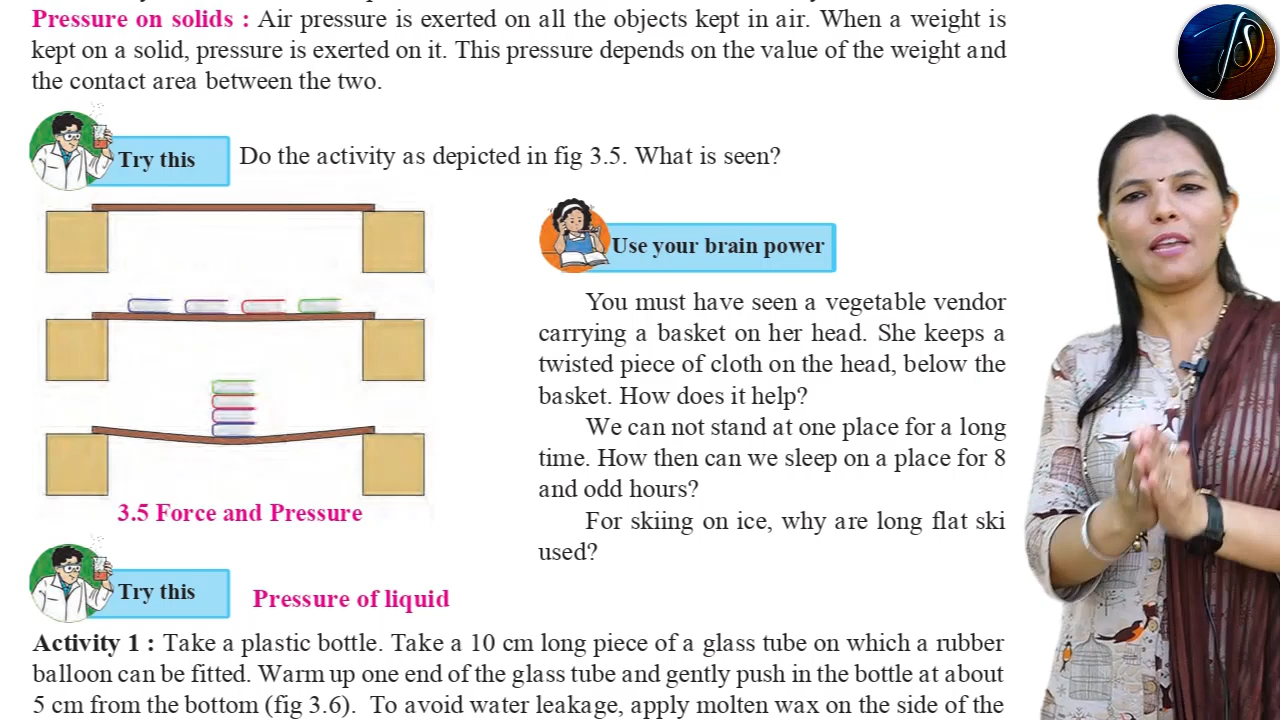 Pressure on solids : Air pressure is exerted on all the objects kept in air. When a weight is
kept on a solid, pressure is exerted on it. This pressure depends on the value of the weight and
the contact area between the two.
Try this
Do the activity as depicted in fig 3.5. What is seen?
3.5 Force and Pressure
Use your brain power
You must have seen a vegetable vendor
carrying a basket on her head. She keeps a
twisted piece of cloth on the head, below the
basket. How does it help?
We can not stand at one place for a long
time. How then can we sleep on a place for 8
and odd hours?
For skiing on ice, why are long flat ski
used?
Try this
Pressure of liquid
Activity 1 : Take a plastic bottle. Take a 10 cm long piece of a glass tube on which a rubber
balloon can be fitted. Warm up one end of the glass tube and gently push in the bottle at about
5 cm from the bottom (fig 3.6). To avoid water leakage, apply molten wax on the side of the